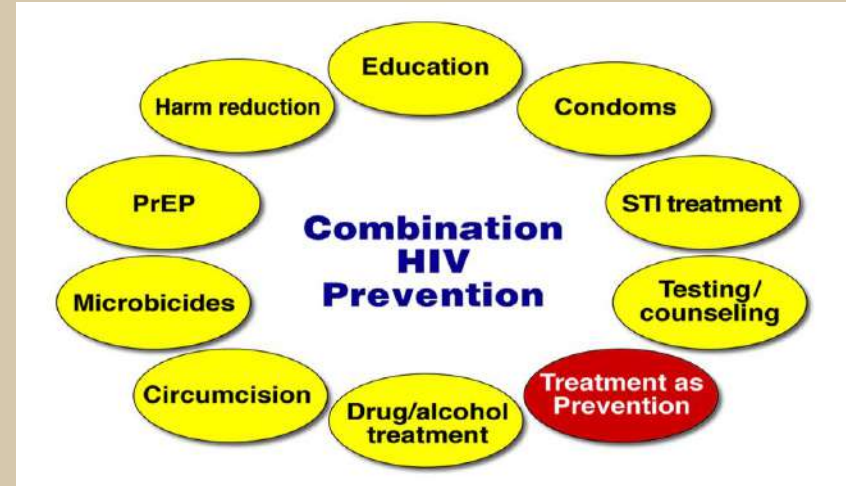 Education
Harm reduction
Condoms
PrEP
STI treatment
Combination
HIV
Prevention
Microbicides
Testing/
counseling
Circumcision
Drug/alcohol
treatment
Treatment as
Prevention